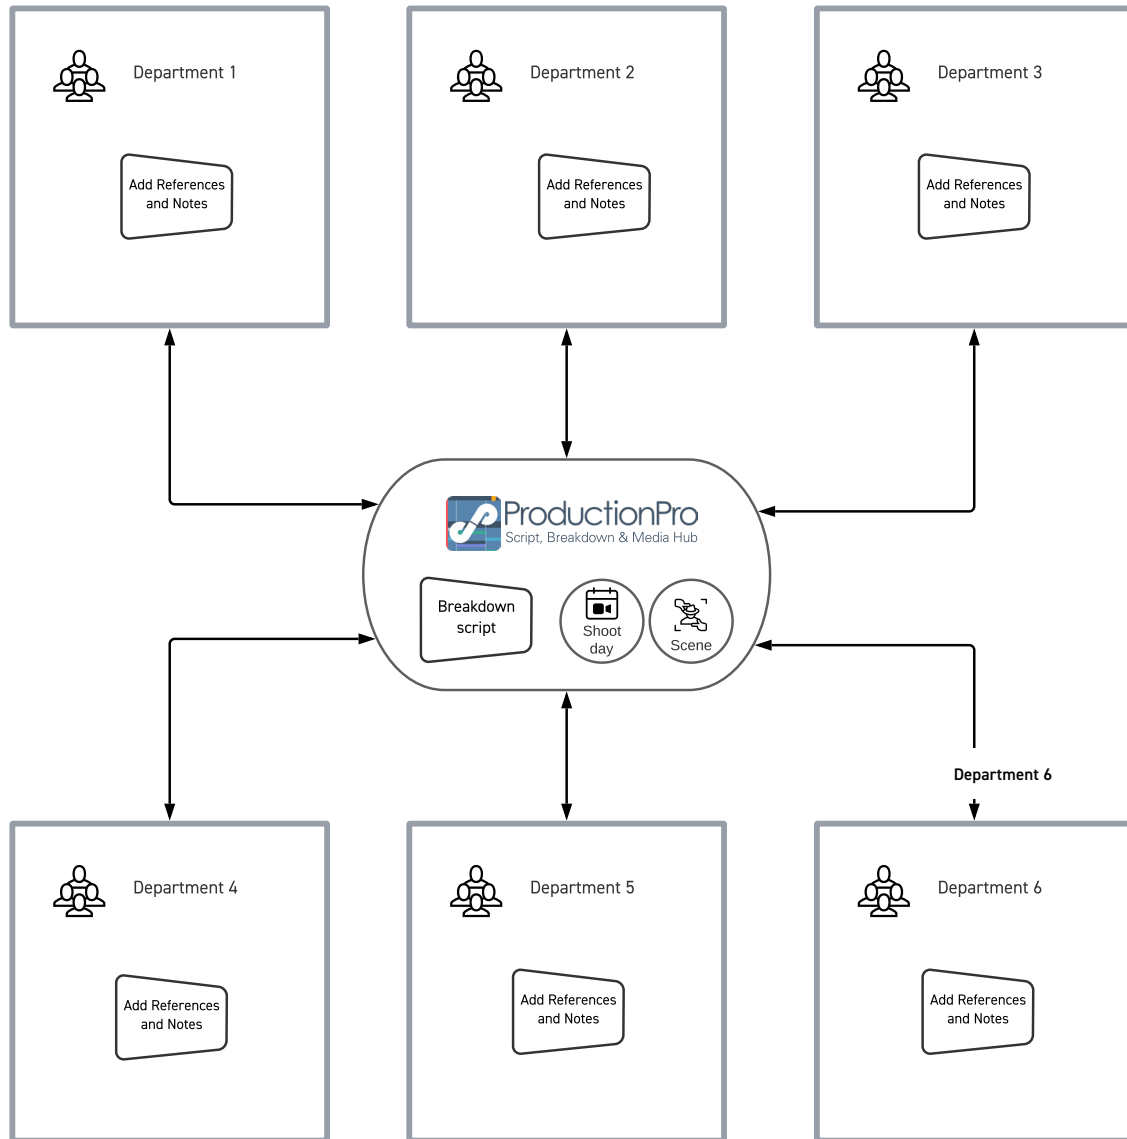 Department 1
Department 2
Department 3
Add References
and Notes
Add References
and Notes
Add References
and Notes
ProductionPro
Script, Breakdown & Media Hub
Breakdown
script
Shoot
day
Scene
Department 6
Department 4
Department 5
Department 6
Add References
and Notes
Add References
and Notes
Add References
and Notes